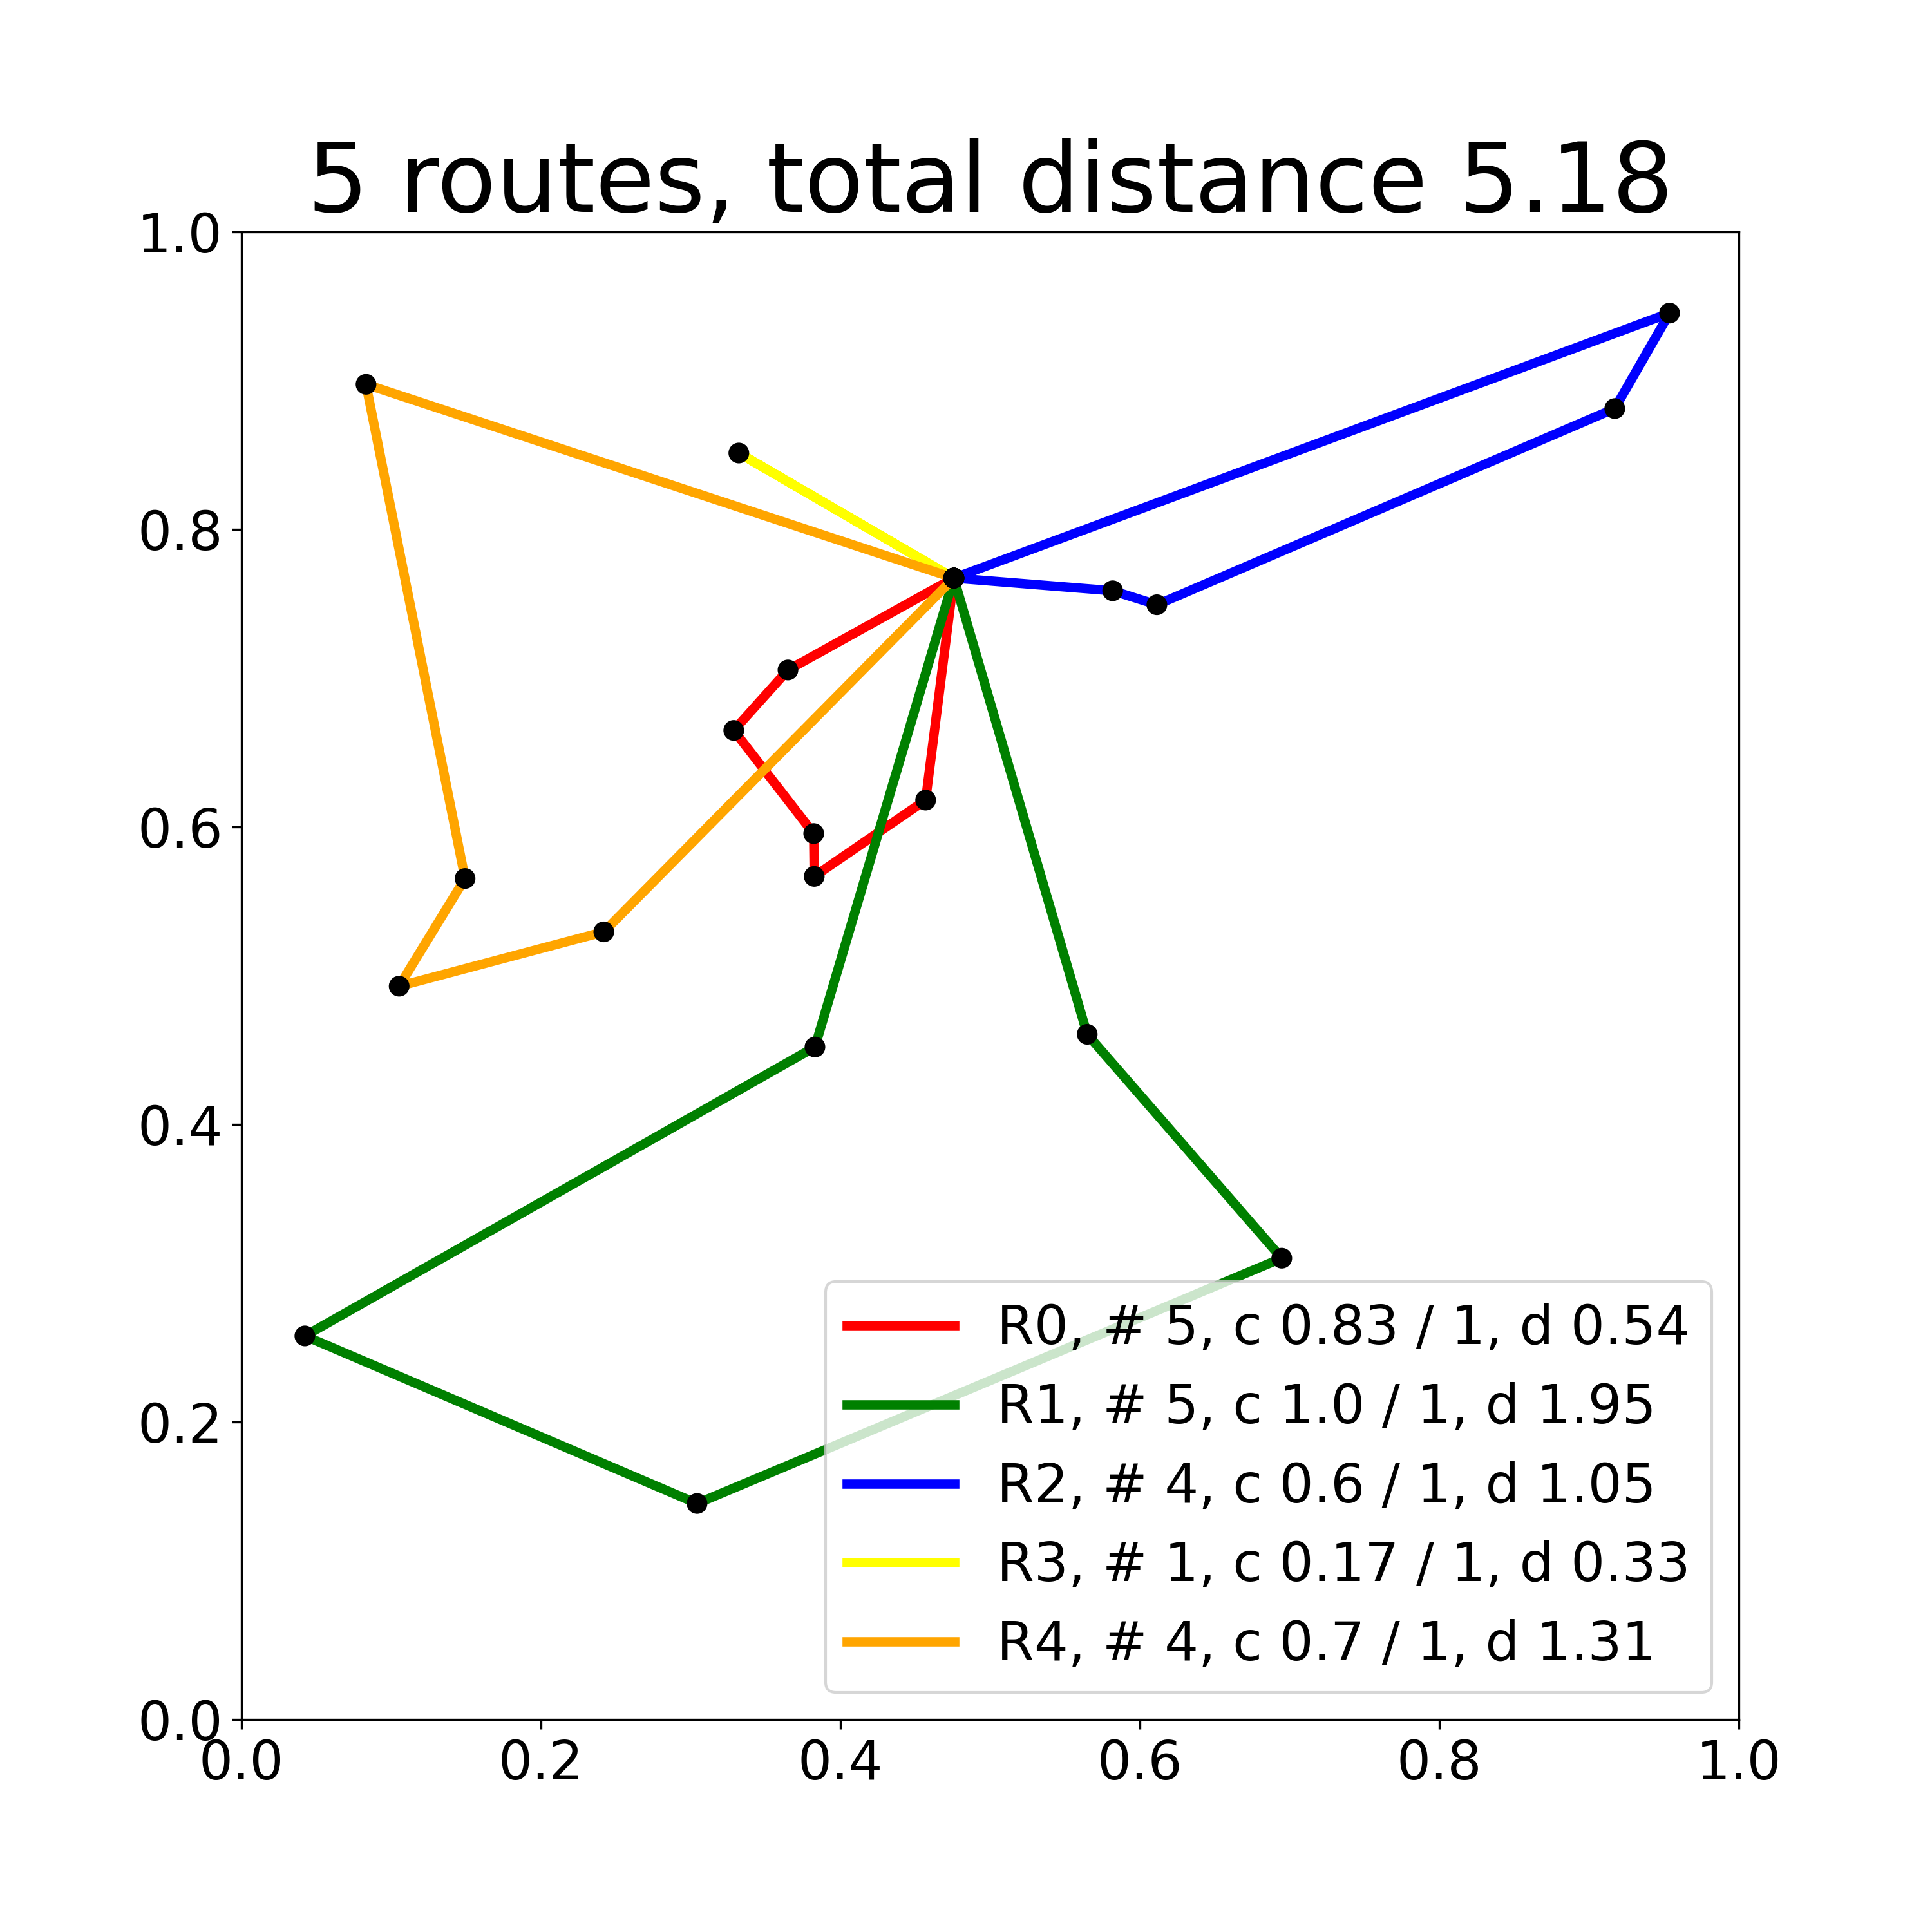 5 routes, total distance 5.18
1.0
0.8
0.6
0.4
0.2
0.0
R0, # 5, c 0.83 / 1, d 0.54
R1, # 5, c 1.0 / 1, d 1.95
R2, # 4, c 0.6 / 1, d 1.05
R3, # 1, c 0.17 / 1, d 0.33
R4, # 4, c 0.7 / 1, d 1.31
0.0 0.2 0.4 0.6 0.8 1.0